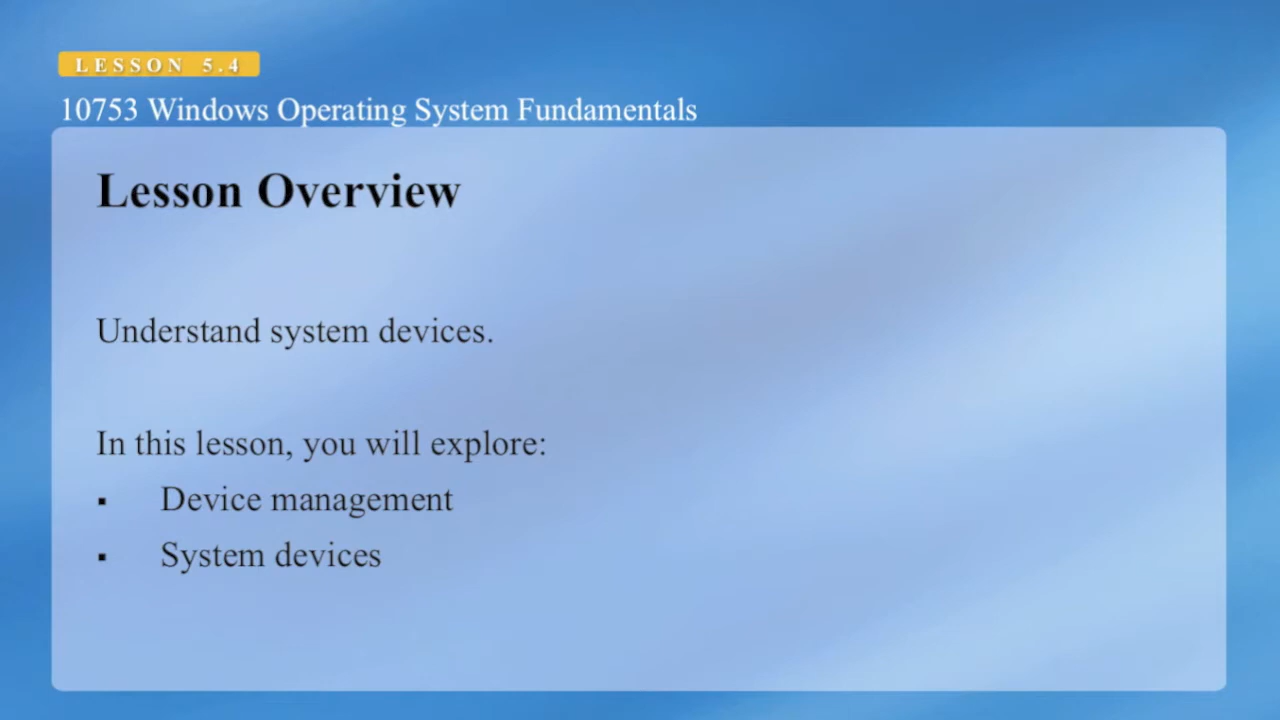 LESSON 5.4
10753 Windows Operating System Fundamentals
Lesson Overview
Understand system devices.
In this lesson, you will explore:
▪ Device management
▪ System devices